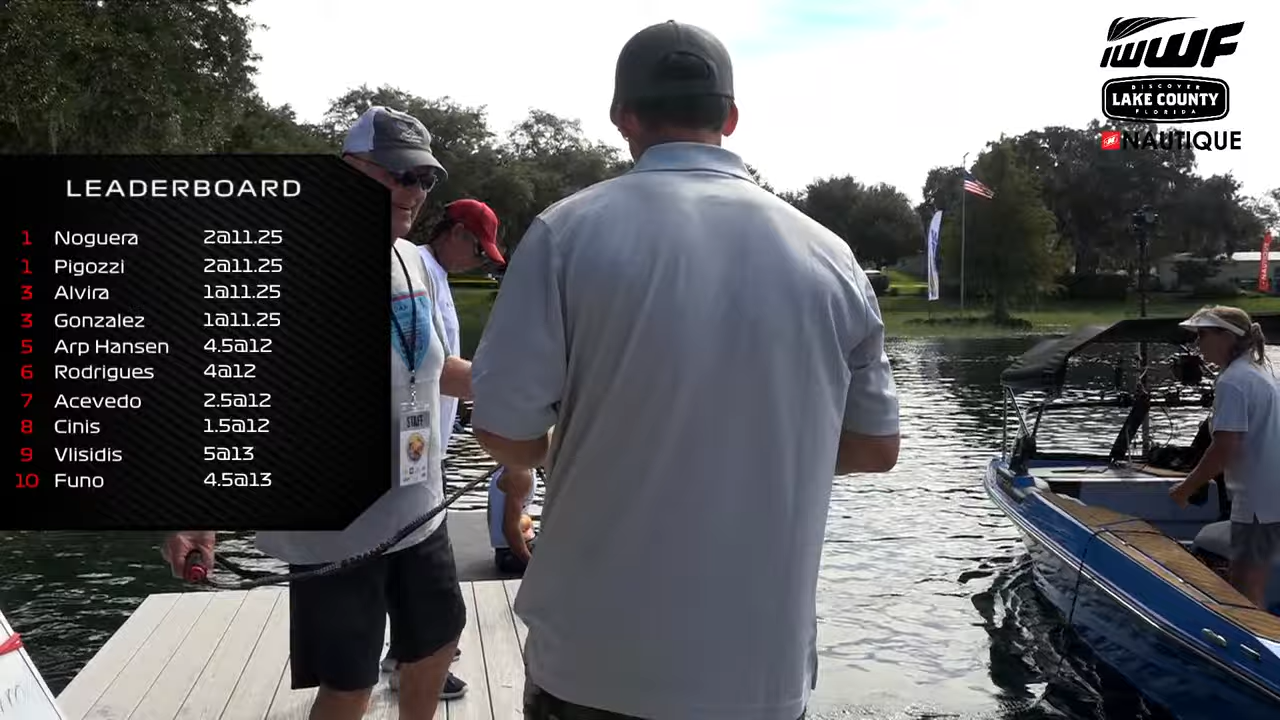 LEADERBOARD
1 Noguera 2@11.25
1 Pigozzi 2@11.25
3 Alvira 1@11.25
3 Gonzalez 1@11.25
5 Arp Hansen 4.5@12
6 Rodrigues 4@12
7 Acevedo 2.5@12
8 Cinis 1.5@12
9 Vlisidis 5@13
10 Funo 4.5@13
IWWF
DISCOVER
LAKE COUNTY
FLORIDA
NAUTIQUE
STAFF